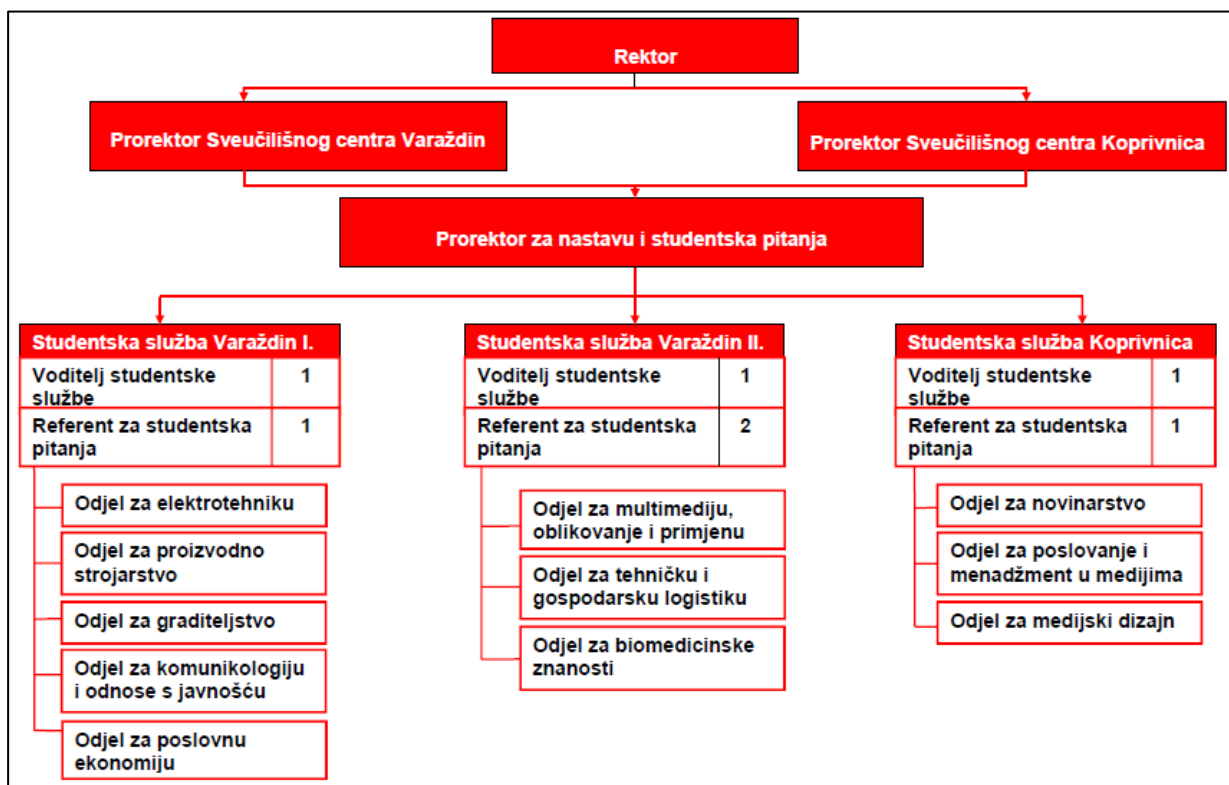 Rektor
Prorektor Sveučilišnog centra Varaždin
Prorektor Sveučilišnog centra Koprivnica
Prorektor za nastavu i studentska pitanja
Studentska služba Varaždin I.
Voditelj studentske 1
službe
Referent za studentska 1
pitanja
Odjel za elektrotehniku
Odjel za proizvodno
strojarstvo
Odjel za graditeljstvo
Odjel za komunikologiju
i odnose s javnošću
Odjel za poslovnu
ekonomiju
Studentska služba Varaždin II.
Voditelj studentske 1
službe
Referent za studentska 2
pitanja
Odjel za multimediju,
oblikovanje i primjenu
Odjel za tehničku i
gospodarsku logistiku
Odjel za biomedicinske
znanosti
Studentska služba Koprivnica
Voditelj studentske 1
službe
Referent za studentska 1
pitanja
Odjel za novinarstvo
Odjel za poslovanje i
menadžment u medijima
Odjel za medijski dizajn